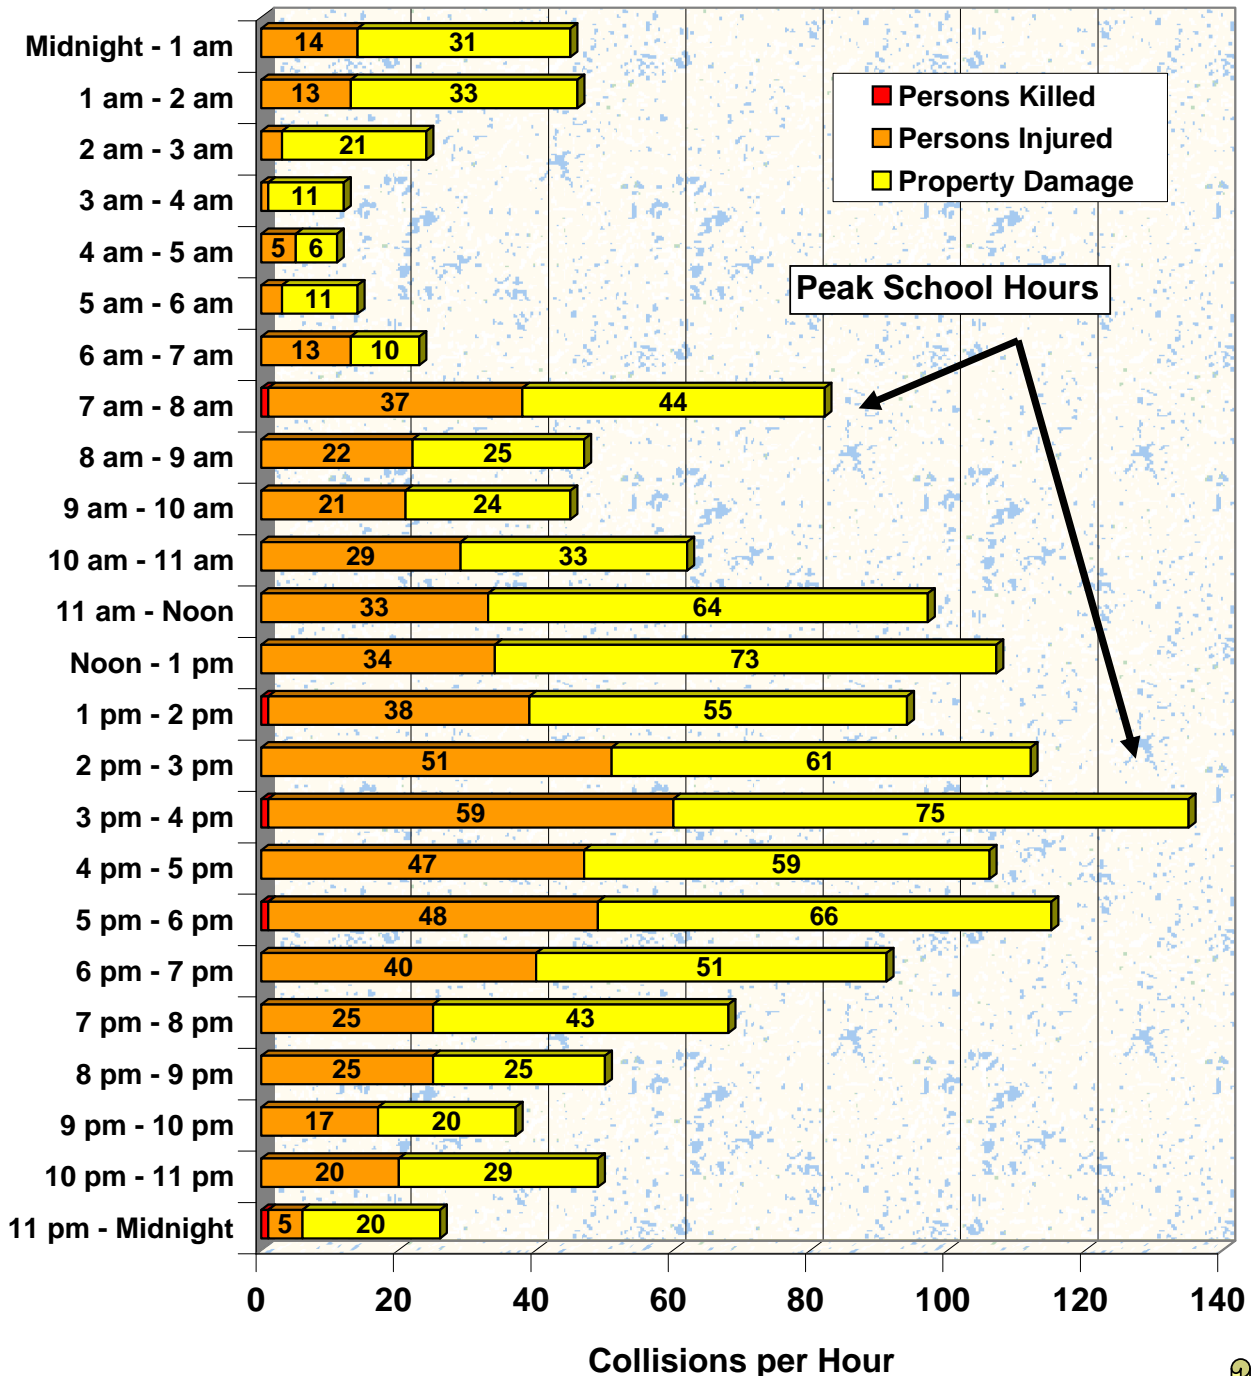 Midnight - 1 am 14 31
1 am - 2 am 13 33
2 am - 3 am 21
3 am - 4 am 11
4 am - 5 am 5 6
5 am - 6 am 11
6 am - 7 am 13 10
7 am - 8 am 37 44
8 am - 9 am 22 25
9 am - 10 am 21 24
10 am - 11 am 29 33
11 am - Noon 33 64
Noon - 1 pm 34 73
1 pm - 2 pm 38 55
2 pm - 3 pm 51 61
3 pm - 4 pm 59 75
4 pm - 5 pm 47 59
5 pm - 6 pm 48 66
6 pm - 7 pm 40 51
7 pm - 8 pm 25 43
8 pm - 9 pm 25 25
9 pm - 10 pm 17 20
10 pm - 11 pm 20 29
11 pm - Midnight 5 20
Persons Killed
Persons Injured
Property Damage
Peak School Hours
0 20 40 60 80 100 120 140
Collisions per Hour